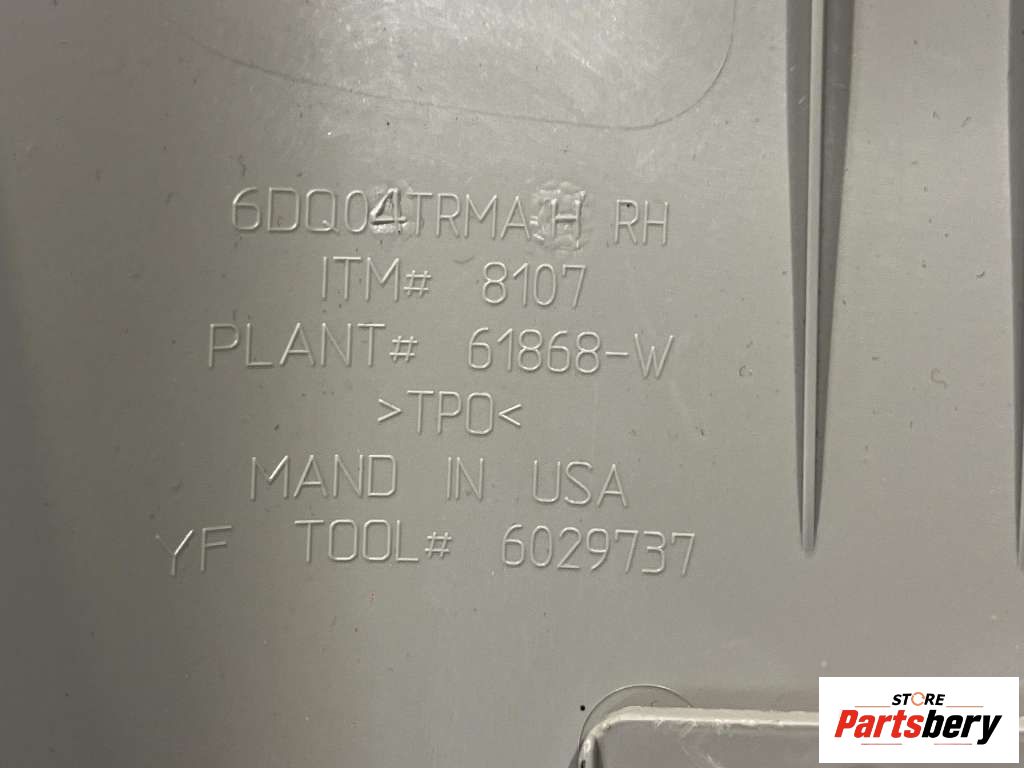 6DQ04TRMA H RH
ITM# 8107
PLANT# 61868-W
>TPO<
MAND IN USA
YF TOOL# 6029737
STORE
Partsbery